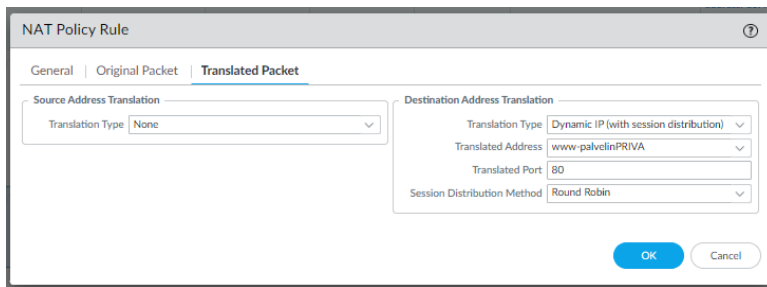 NAT Policy Rule
General | Original Packet | Translated Packet
Source Address Translation
Translation Type None
Destination Address Translation
Translation Type Dynamic IP (with session distribution)
Translated Address www-palvelinPRIVA
Translated Port 80
Session Distribution Method Round Robin
OK Cancel